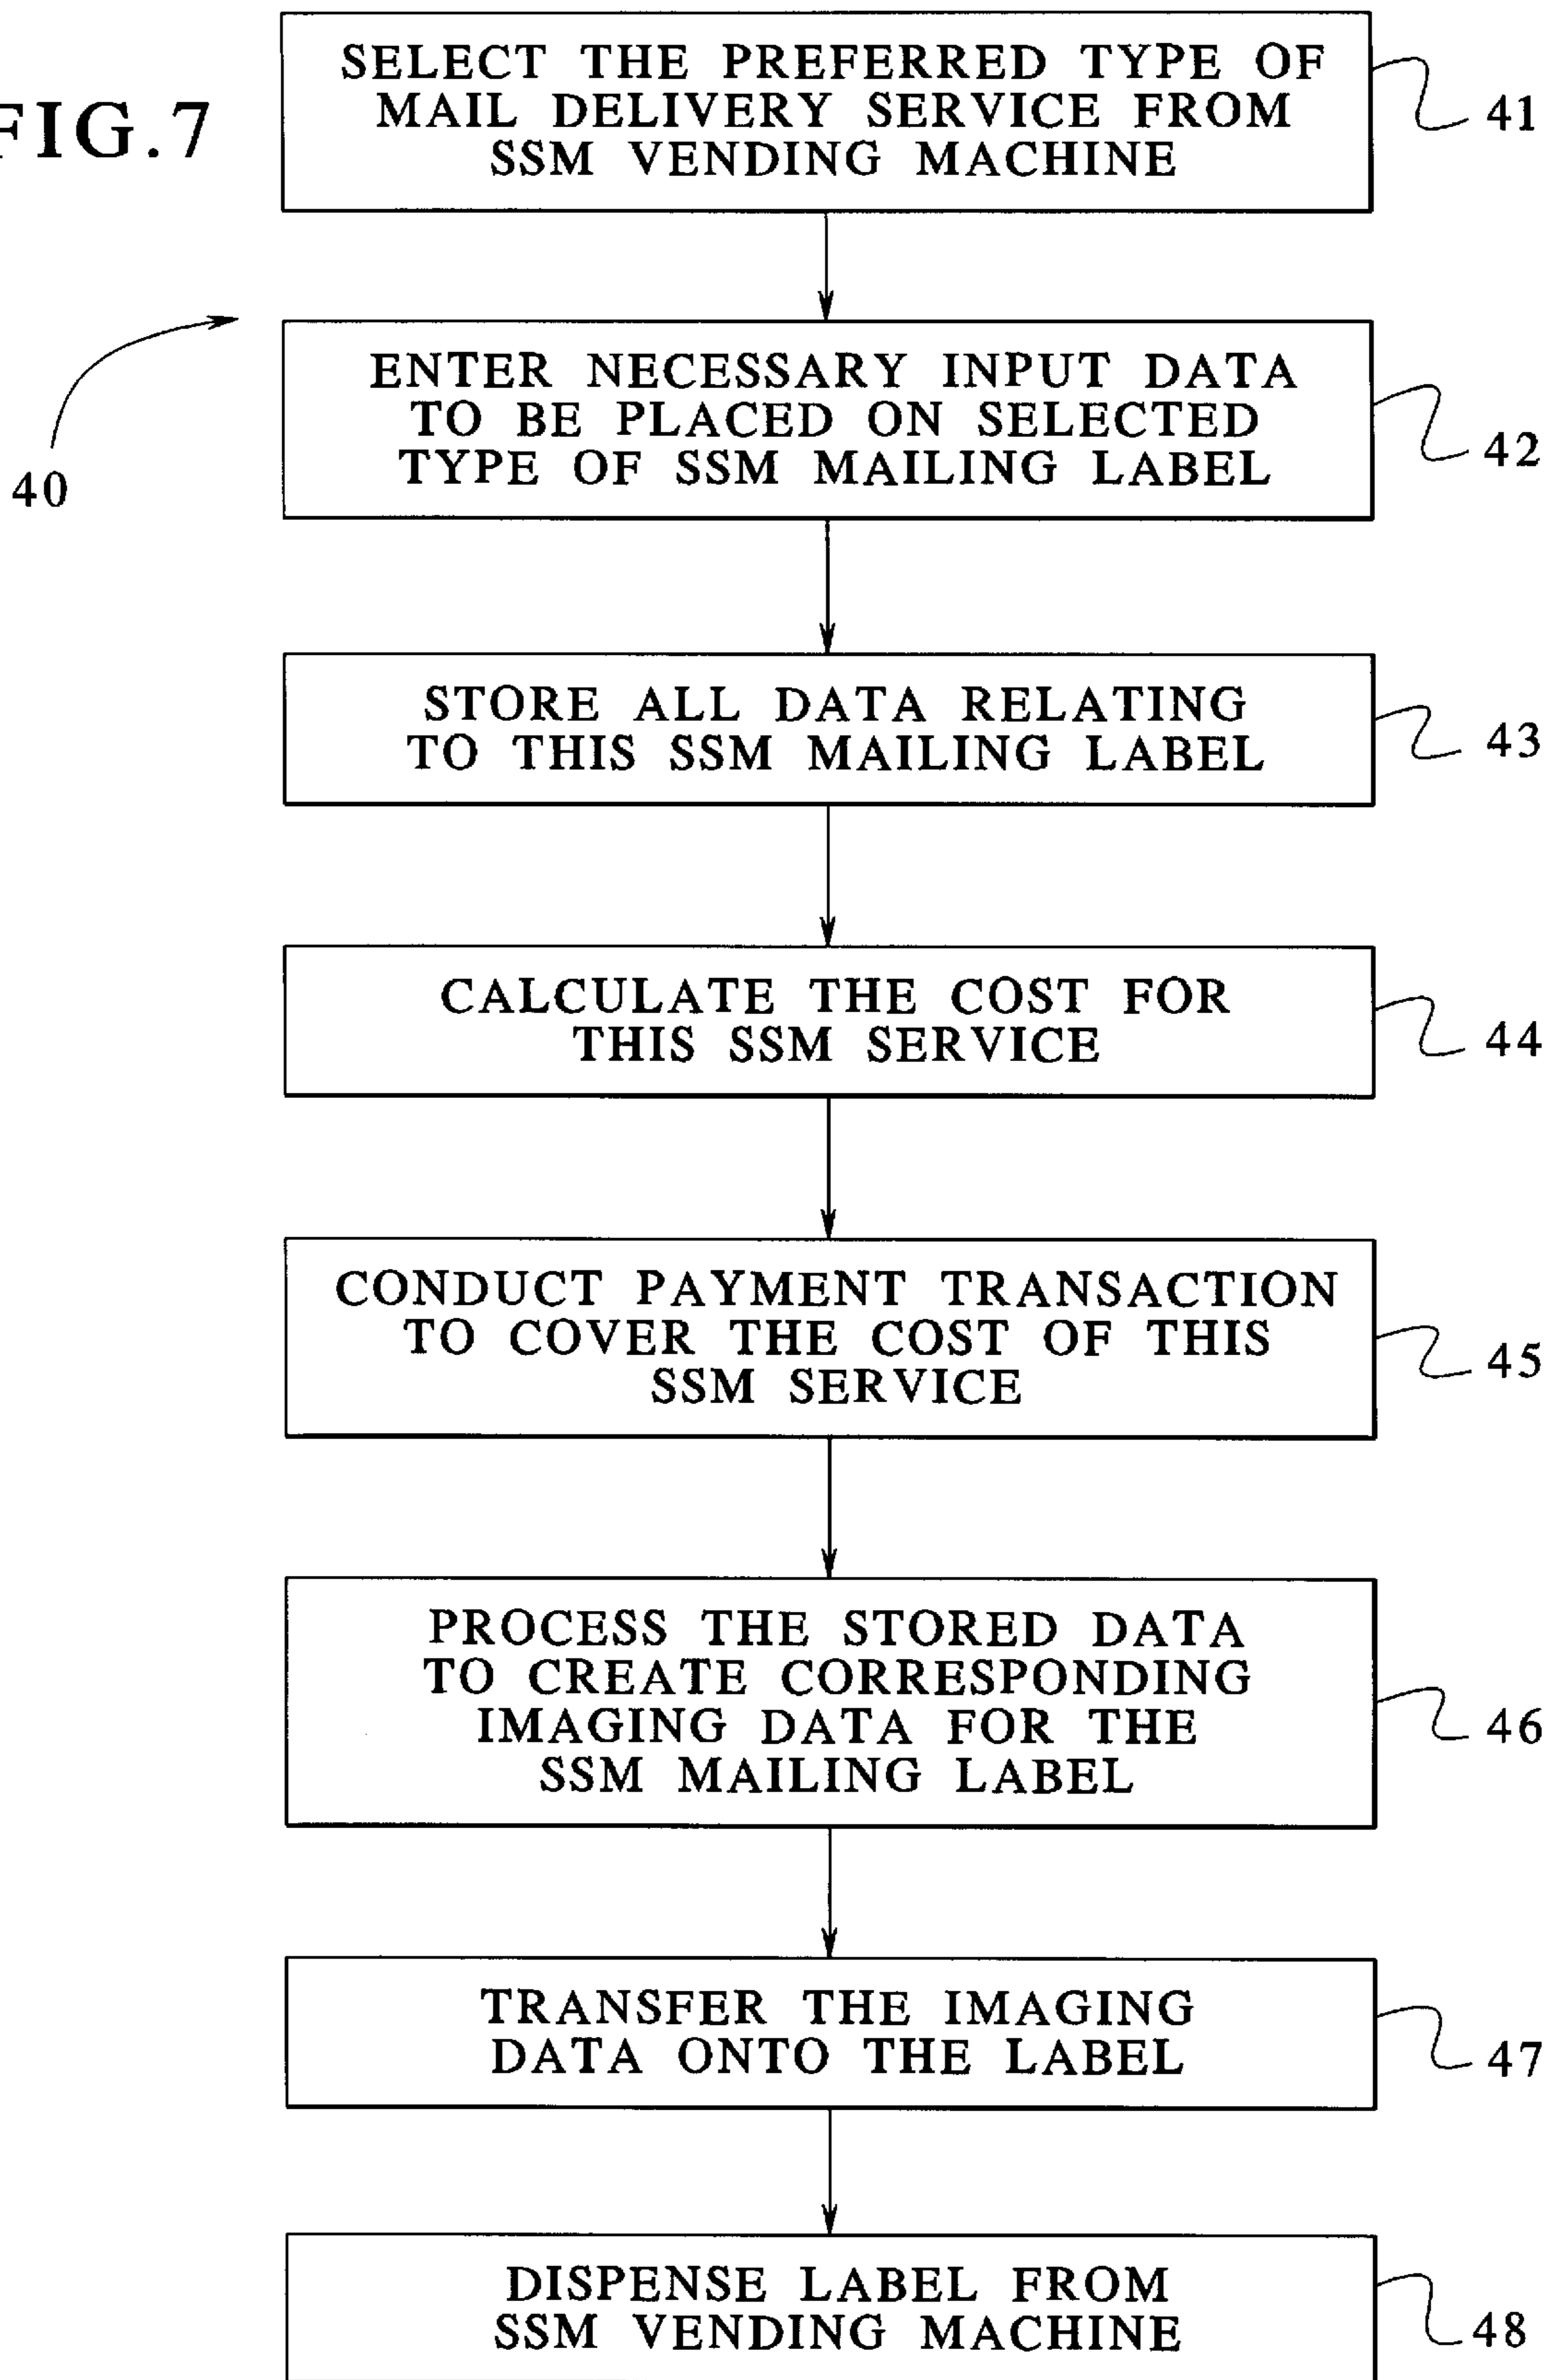 FIG.7
SELECT THE PREFERRED TYPE OF
MAIL DELIVERY SERVICE FROM
SSM VENDING MACHINE
41
40
ENTER NECESSARY INPUT DATA
TO BE PLACED ON SELECTED
TYPE OF SSM MAILING LABEL
42
STORE ALL DATA RELATING
TO THIS SSM MAILING LABEL
43
CALCULATE THE COST FOR
THIS SSM SERVICE
44
CONDUCT PAYMENT TRANSACTION
TO COVER THE COST OF THIS
SSM SERVICE
45
PROCESS THE STORED DATA
TO CREATE CORRESPONDING
IMAGING DATA FOR THE
SSM MAILING LABEL
46
TRANSFER THE IMAGING
DATA ONTO THE LABEL
47
DISPENSE LABEL FROM
SSM VENDING MACHINE
48